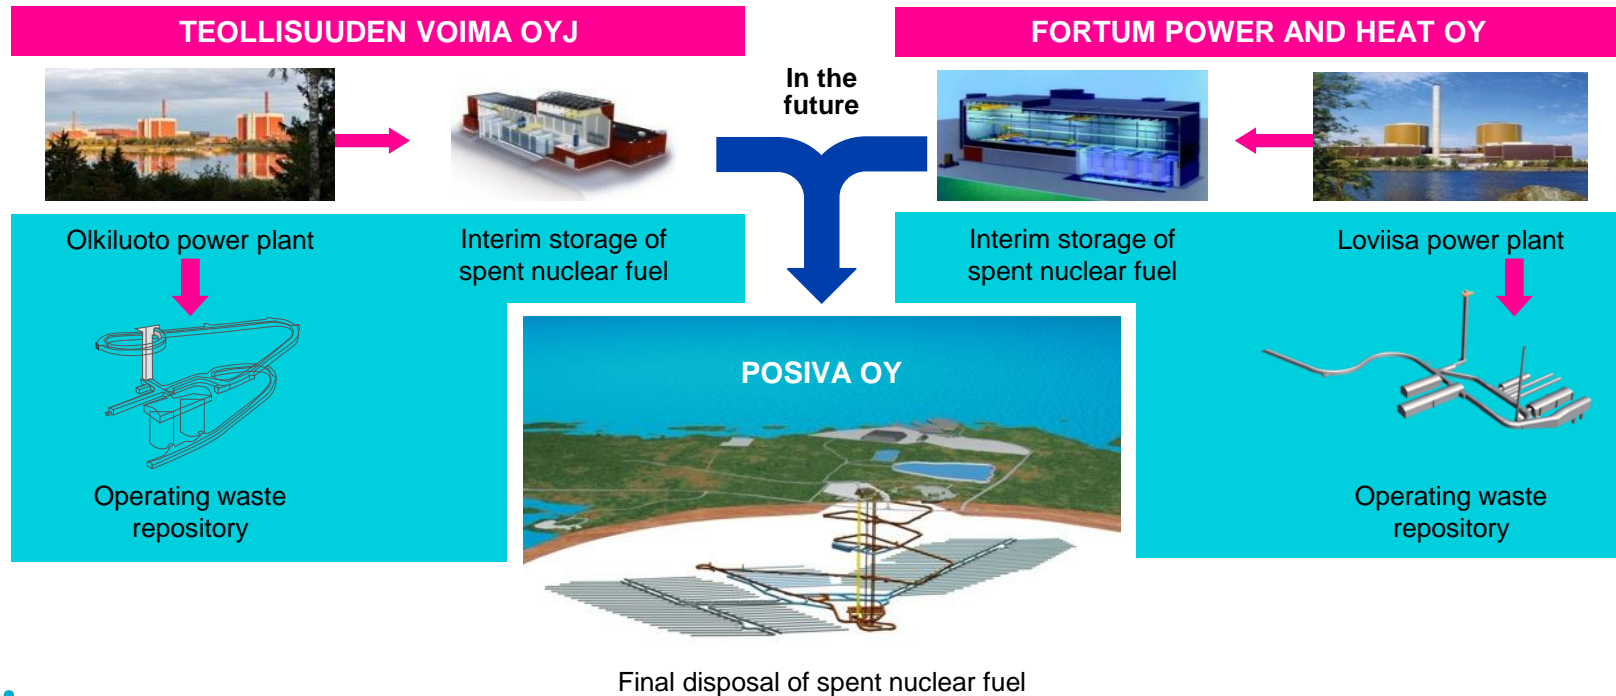 TEOLLISUUDEN VOIMA OYJ
FORTUM POWER AND HEAT OY
In the
future
Olkiluoto power plant
Interim storage of
spent nuclear fuel
Interim storage of
spent nuclear fuel
Loviisa power plant
POSIVA OY
Operating waste
repository
Operating waste
repository
Final disposal of spent nuclear fuel